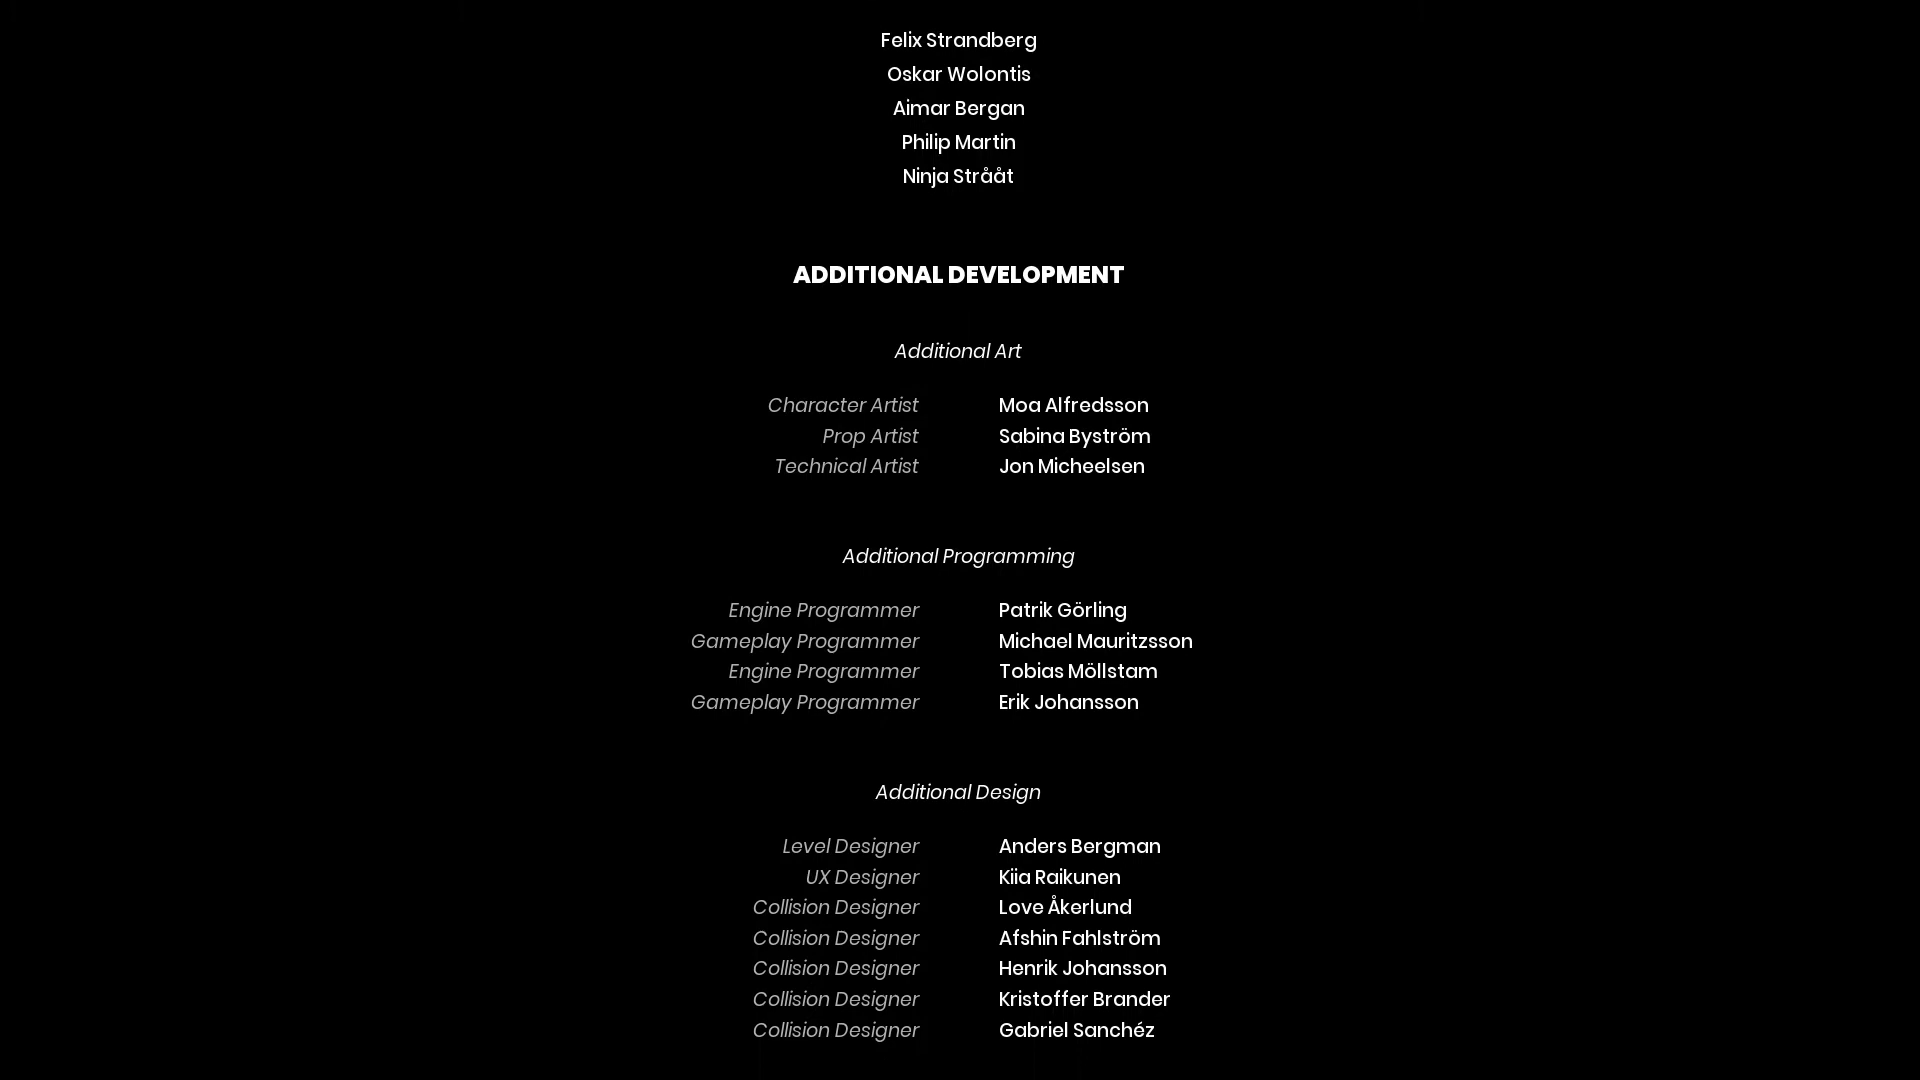 Felix Strandberg
Oskar Wolontis
Aimar Bergan
Philip Martin
Ninja Strååt
ADDITIONAL DEVELOPMENT
Additional Art
Character Artist Moa Alfredsson
Prop Artist Sabina Byström
Technical Artist Jon Micheelsen
Additional Programming
Engine Programmer Patrik Görling
Gameplay Programmer Michael Mauritzsson
Engine Programmer Tobias Möllstam
Gameplay Programmer Erik Johansson
Additional Design
Level Designer Anders Bergman
UX Designer Kiia Raikunen
Collision Designer Love Åkerlund
Collision Designer Afshin Fahlström
Collision Designer Henrik Johansson
Collision Designer Kristoffer Brander
Collision Designer Gabriel Sanchéz